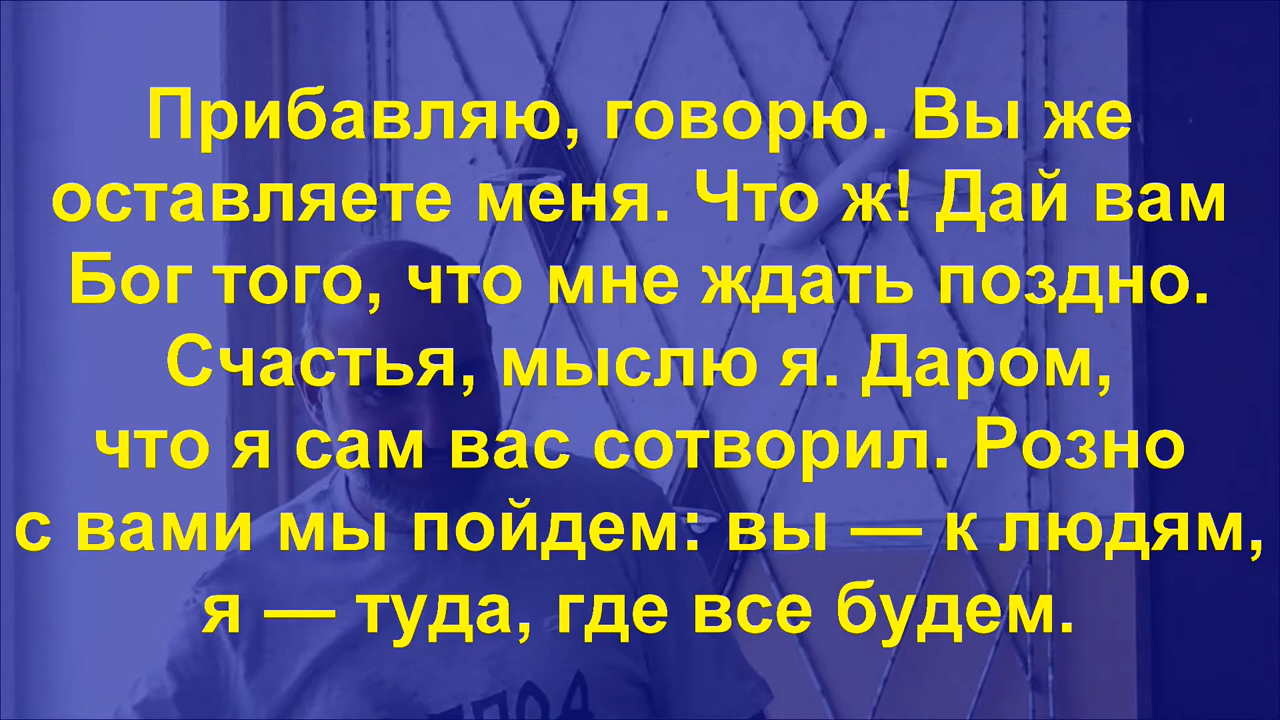 Прибавляю, говорю. Вы же
оставляете меня. Что ж! Дай вам
Бог того, что мне ждать поздно.
Счастья, мыслю я. Даром,
что я сам вас сотворил. Розно
с вами мы пойдем: вы — к людям,
я — туда, где все будем.